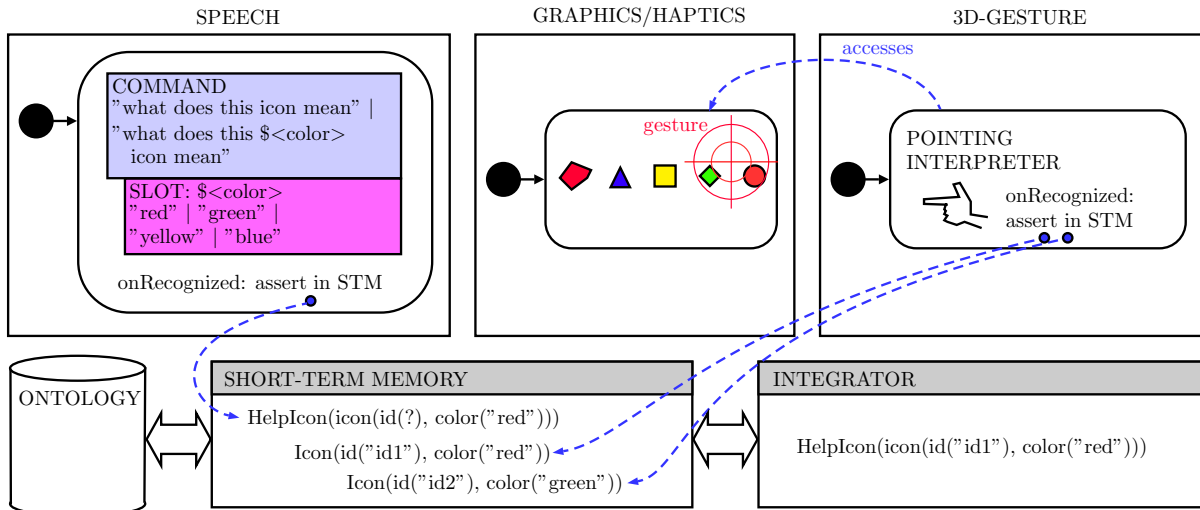 SPEECH
COMMAND
"what does this icon mean" |
"what does this $<color>
icon mean"
SLOT: $<color>
"red" | "green" |
"yellow" | "blue"
onRecognized: assert in STM
GRAPHICS/HAPTICS
gesture
3D-GESTURE
accesses
POINTING
INTERPRETER
onRecognized:
assert in STM
ONTOLOGY
SHORT-TERM MEMORY
HelpIcon(icon(id(?), color("red")))
Icon(id("id1"), color("red"))
Icon(id("id2"), color("green"))
INTEGRATOR
HelpIcon(icon(id("id1"), color("red")))